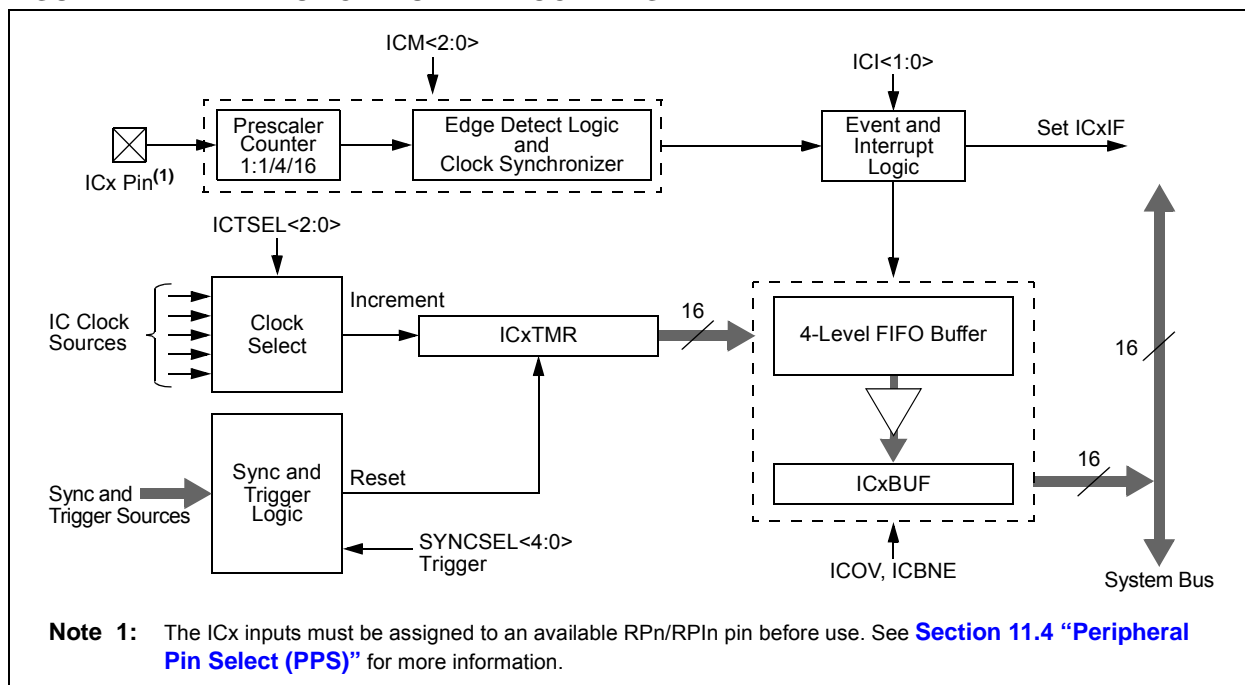 ICM<2:0>
ICI<1:0>
Prescaler
Counter
1:1/4/16
Edge Detect Logic
and
Clock Synchronizer
Event and
Interrupt
Logic
Set ICxIF
ICx Pin(1)
ICTSEL<2:0>
IC Clock
Sources
Clock
Select
Increment
ICxTMR
16
4-Level FIFO Buffer
16
Sync and
Trigger Sources
Sync and
Trigger
Logic
Reset
SYNCSEL<4:0>
Trigger
ICxBUF
16
ICOV, ICBNE
System Bus
Note 1: The ICx inputs must be assigned to an available RPn/RPIn pin before use. See Section 11.4 “Peripheral
Pin Select (PPS)” for more information.